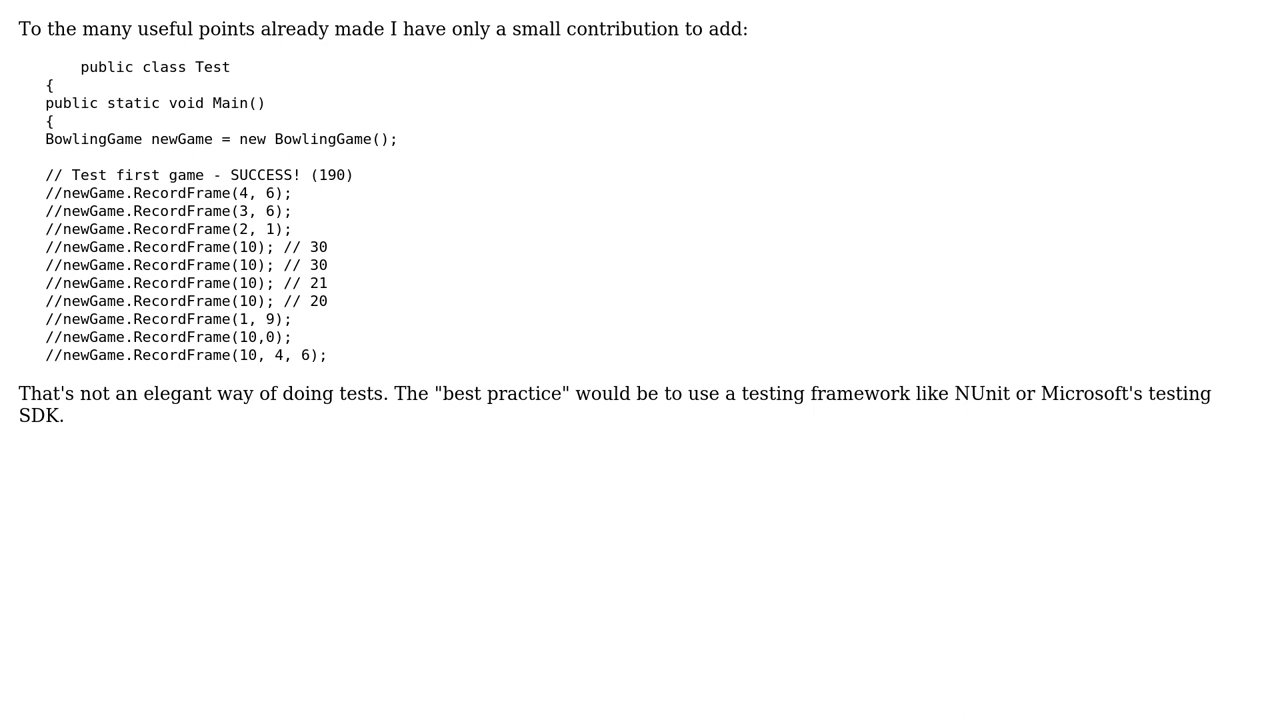 To the many useful points already made I have only a small contribution to add:
public class Test
{
public static void Main()
{
BowlingGame newGame = new BowlingGame();
// Test first game - SUCCESS! (190)
//newGame.RecordFrame(4, 6);
//newGame.RecordFrame(3, 6);
//newGame.RecordFrame(2, 1);
//newGame.RecordFrame(10); // 30
//newGame.RecordFrame(10); // 30
//newGame.RecordFrame(10); // 21
//newGame.RecordFrame(10); // 20
//newGame.RecordFrame(1, 9);
//newGame.RecordFrame(10,0);
//newGame.RecordFrame(10, 4, 6);
That's not an elegant way of doing tests. The "best practice" would be to use a testing framework like NUnit or Microsoft's testing
SDK.